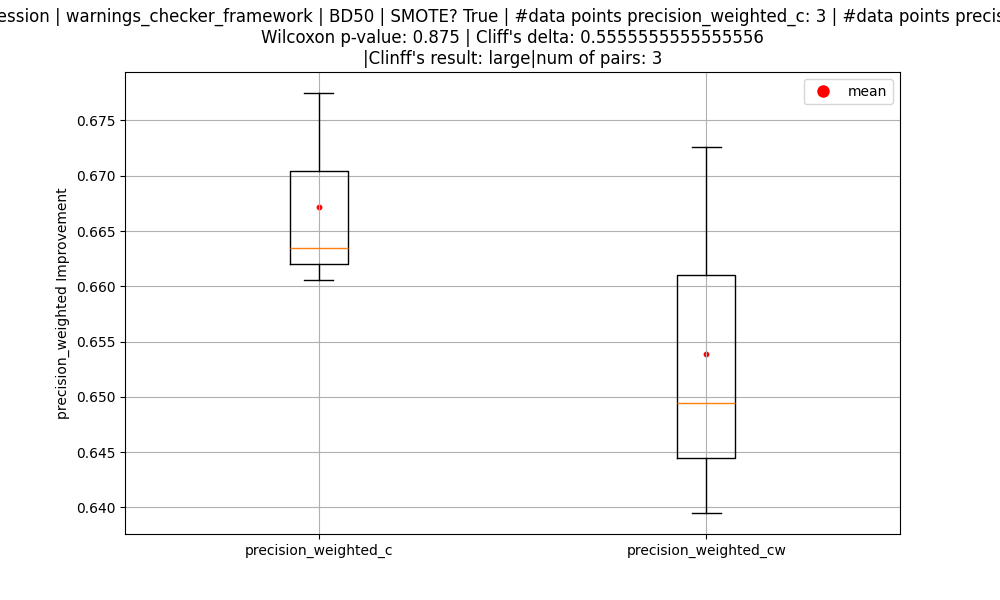 ession | warnings_checker_framework | BD50 | SMOTE? True | #data points precision_weighted_c: 3 | #data points precis
Wilcoxon p-value: 0.875 | Cliff's delta: 0.5555555555555556
|Clinff's result: large|num of pairs: 3
mean
0.675
0.670
0.665
0.660
0.655
0.650
0.645
0.640
precision_weighted Improvement
precision_weighted_c precision_weighted_cw